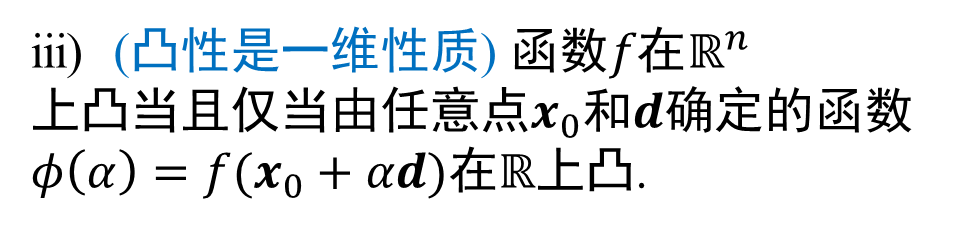 iii) (凸性是一维性质) 函数𝑓在ℝⁿ
上凸当且仅当由任意点𝒙₀和𝒅确定的函数
𝜙(𝛼) = 𝑓(𝒙₀ + 𝛼𝒅)在ℝ上凸.